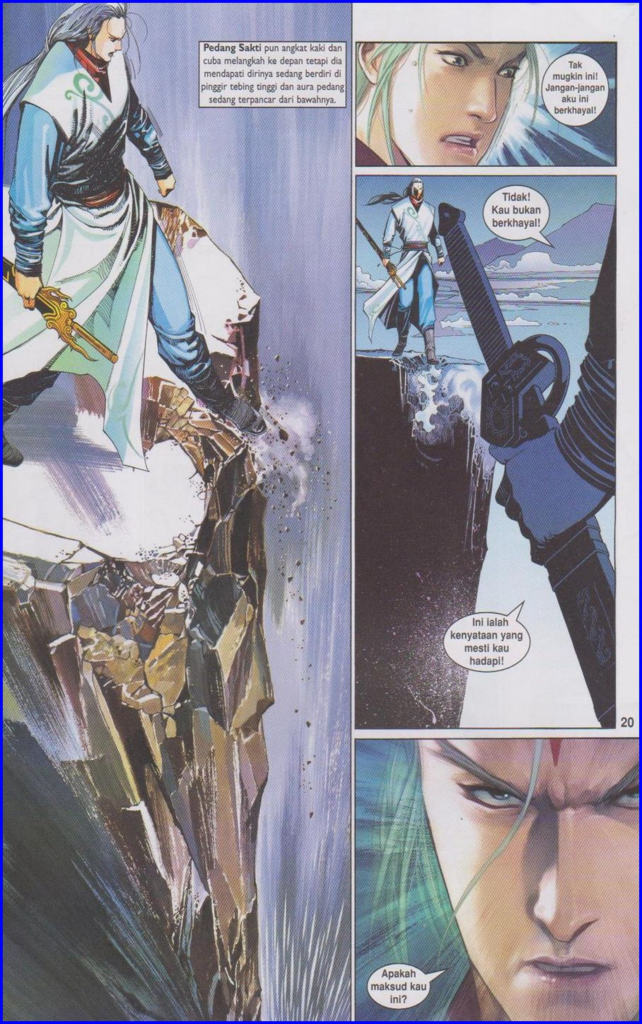 Pedang Sakti pun angkat kaki dan
cuba melangkah ke depan tetapi dia
mendapati dirinya sedang berdiri di
pinggir tebing tinggi dan aura pedang
sedang terpancar dari bawahnya.
Tak
mugkin ini!
Jangan-jangan
aku ini
berkhayal!
Tidak!
Kau bukan
berkhayal!
Ini ialah
kenyataan yang
mesti kau
hadapi!
20
Apakah
maksud kau
ini?